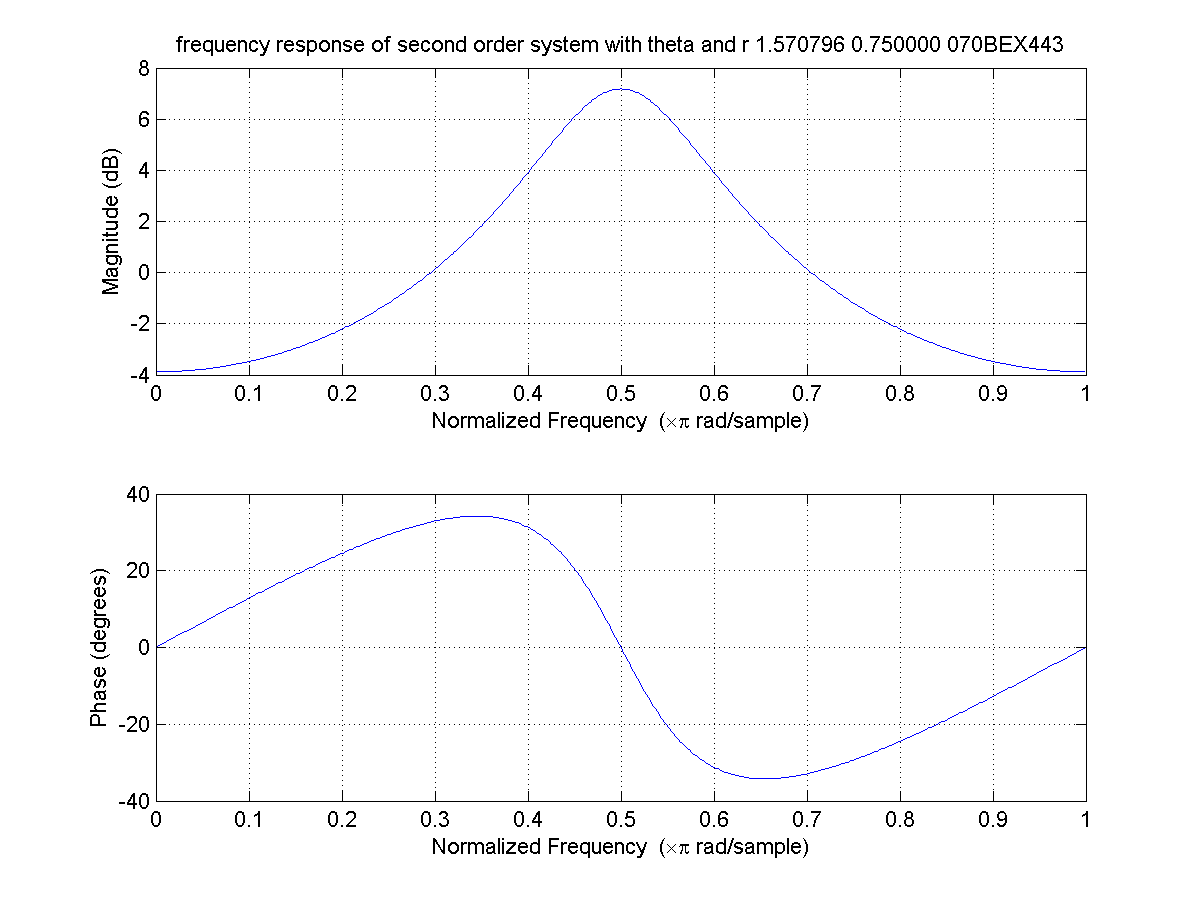 frequency response of second order system with theta and r 1.570796 0.750000 070BEX443
8
6
4
2
0
-2
-4
Magnitude (dB)
0 0.1 0.2 0.3 0.4 0.5 0.6 0.7 0.8 0.9 1
Normalized Frequency (×π rad/sample)
40
20
0
-20
-40
Phase (degrees)
0 0.1 0.2 0.3 0.4 0.5 0.6 0.7 0.8 0.9 1
Normalized Frequency (×π rad/sample)